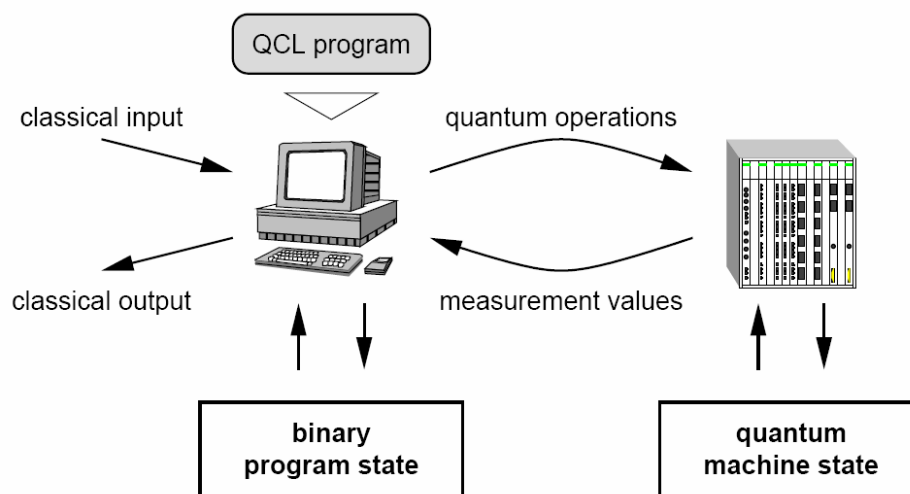 QCL program
classical input
quantum operations
classical output
measurement values
binary
program state
quantum
machine state